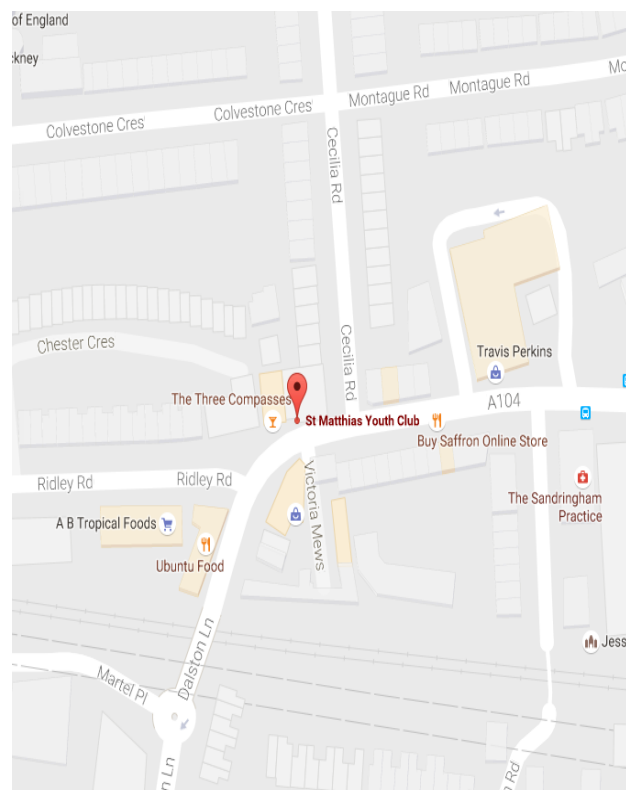 of England
ckney
Montague Rd
Montague Rd
Mo
Colvestone Cres
Colvestone Cres
Cecilia Rd
Cecilia Rd
Chester Cres
Travis Perkins
The Three Compasses
A104
St Matthias Youth Club
Buy Saffron Online Store
Ridley Rd
Ridley Rd
Victoria Mews
The Sandringham
Practice
A B Tropical Foods
Ubuntu Food
Jess
Dalston Ln
Martel Pl
n Ln
n Rd